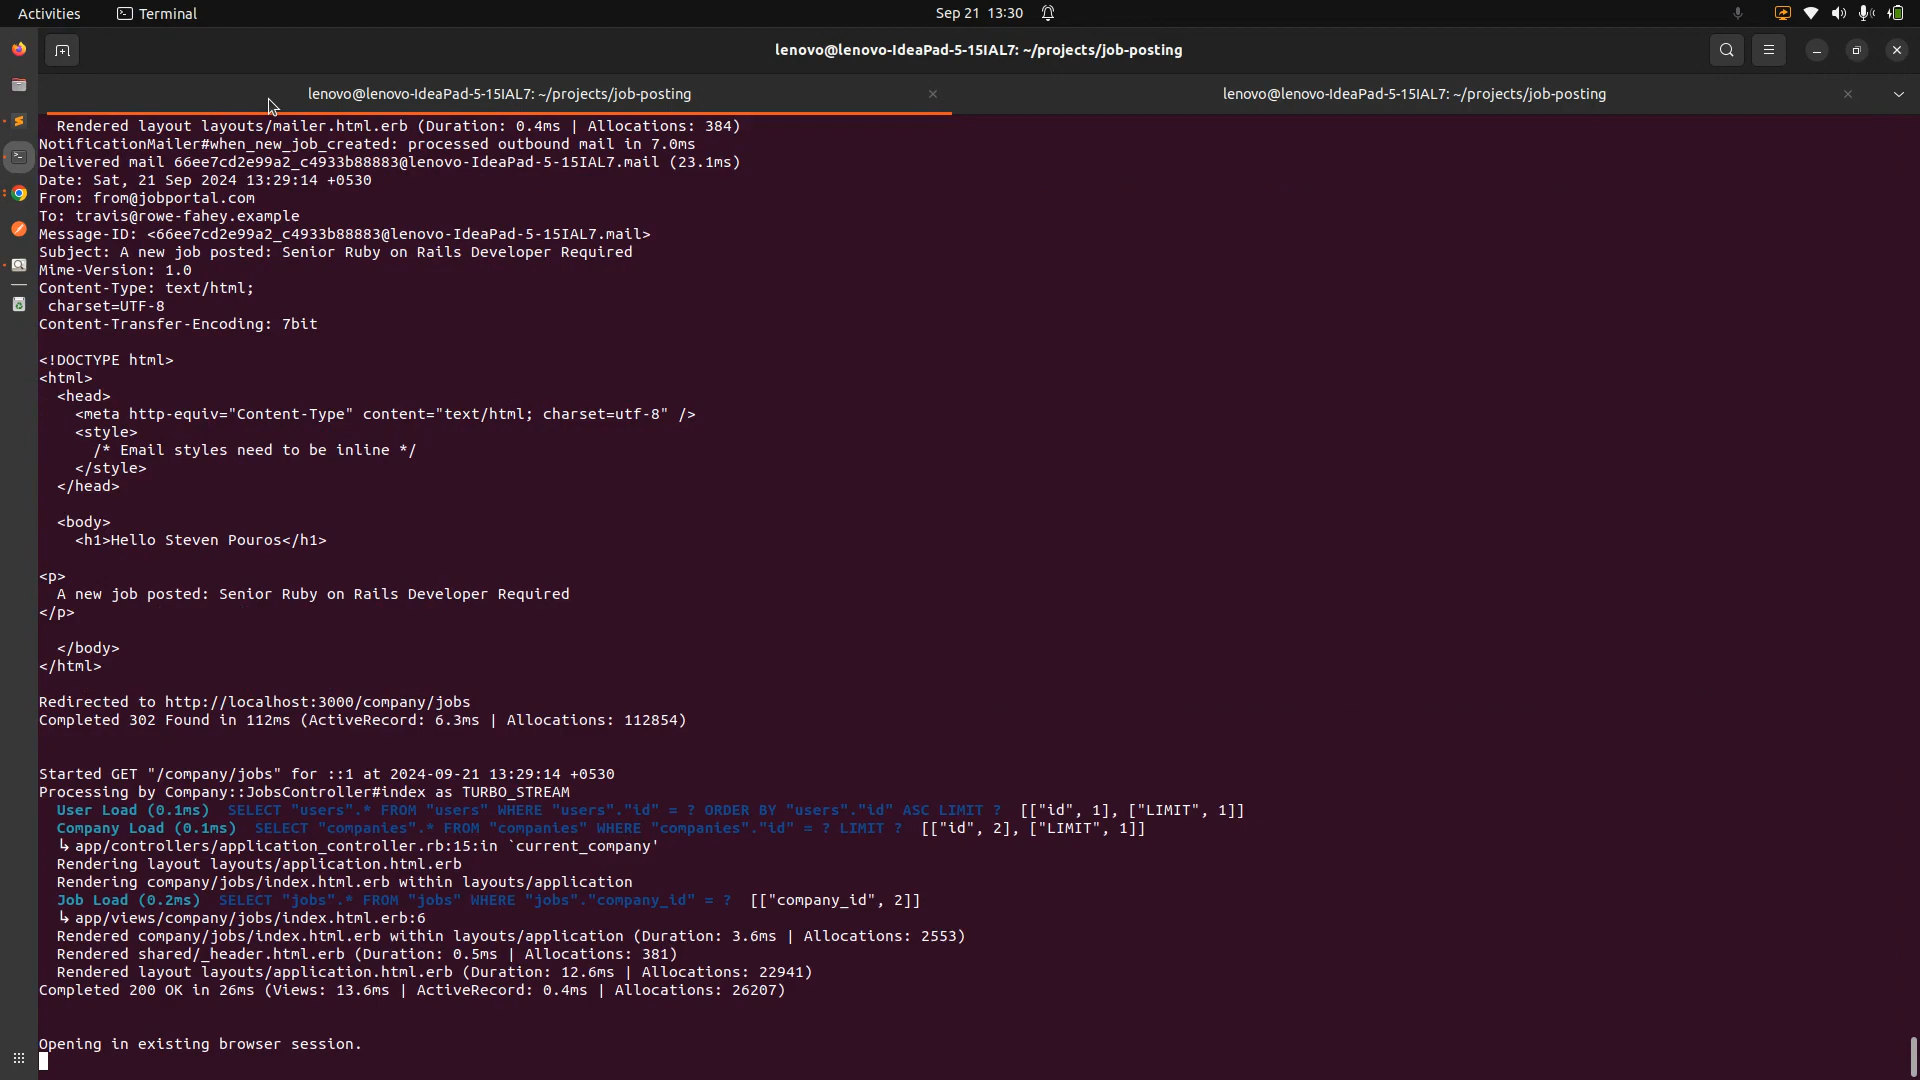 Activities Terminal Sep 21 13:30
lenovo@lenovo-IdeaPad-5-15IAL7: ~/projects/job-posting
lenovo@lenovo-IdeaPad-5-15IAL7: ~/projects/job-posting lenovo@lenovo-IdeaPad-5-15IAL7: ~/projects/job-posting
Rendered layout layouts/mailer.html.erb (Duration: 0.4ms | Allocations: 384)
NotificationMailer#when_new_job_created: processed outbound mail in 7.0ms
Delivered mail 66ee7cd2e99a2_c4933b88883@lenovo-IdeaPad-5-15IAL7.mail (23.1ms)
Date: Sat, 21 Sep 2024 13:29:14 +0530
From: from@jobportal.com
To: travis@rowe-fahey.example
Message-ID: <66ee7cd2e99a2_c4933b88883@lenovo-IdeaPad-5-15IAL7.mail>
Subject: A new job posted: Senior Ruby on Rails Developer Required
Mime-Version: 1.0
Content-Type: text/html;
charset=UTF-8
Content-Transfer-Encoding: 7bit
<!DOCTYPE html>
<html>
<head>
<meta http-equiv="Content-Type" content="text/html; charset=utf-8" />
<style>
/* Email styles need to be inline */
</style>
</head>
<body>
<h1>Hello Steven Pouros</h1>
<p>
A new job posted: Senior Ruby on Rails Developer Required
</p>
</body>
</html>
Redirected to http://localhost:3000/company/jobs
Completed 302 Found in 112ms (ActiveRecord: 6.3ms | Allocations: 112854)
Started GET "/company/jobs" for ::1 at 2024-09-21 13:29:14 +0530
Processing by Company::JobsController#index as TURBO_STREAM
User Load (0.1ms) SELECT "users".* FROM "users" WHERE "users"."id" = ? ORDER BY "users"."id" ASC LIMIT ? [["id", 1], ["LIMIT", 1]]
Company Load (0.1ms) SELECT "companies".* FROM "companies" WHERE "companies"."id" = ? LIMIT ? [["id", 2], ["LIMIT", 1]]
↳ app/controllers/application_controller.rb:15:in `current_company'
Rendering layout layouts/application.html.erb
Rendering company/jobs/index.html.erb within layouts/application
Job Load (0.2ms) SELECT "jobs".* FROM "jobs" WHERE "jobs"."company_id" = ? [["company_id", 2]]
↳ app/views/company/jobs/index.html.erb:6
Rendered company/jobs/index.html.erb within layouts/application (Duration: 3.6ms | Allocations: 2553)
Rendered shared/_header.html.erb (Duration: 0.5ms | Allocations: 381)
Rendered layout layouts/application.html.erb (Duration: 12.6ms | Allocations: 22941)
Completed 200 OK in 26ms (Views: 13.6ms | ActiveRecord: 0.4ms | Allocations: 26207)
Opening in existing browser session.